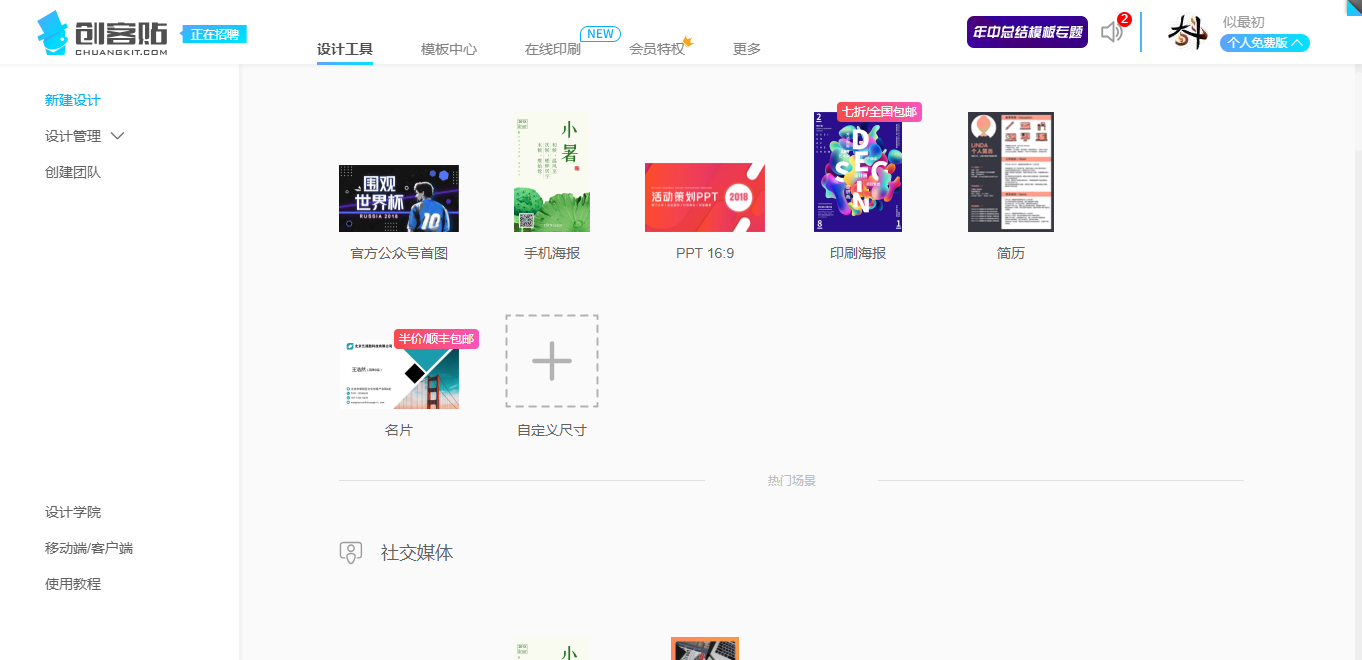 创客贴
CHUANGKIT.COM
正在招聘
设计工具
模板中心
在线印刷
NEW
会员特权
更多
年中总结模板专题
2
似最初
个人免费版
新建设计
设计管理
创建团队
设计学院
移动端/客户端
使用教程
围观
世界杯
RUSSIA 2018
10
官方公众号首图
小暑
手机海报
活动策划PPT
2018
PPT 16:9
七折/全国包邮
2
DESIGN
8
1
印刷海报
LINDA
个人简历
简历
半价/顺丰包邮
名片
自定义尺寸
热门场景
社交媒体
小